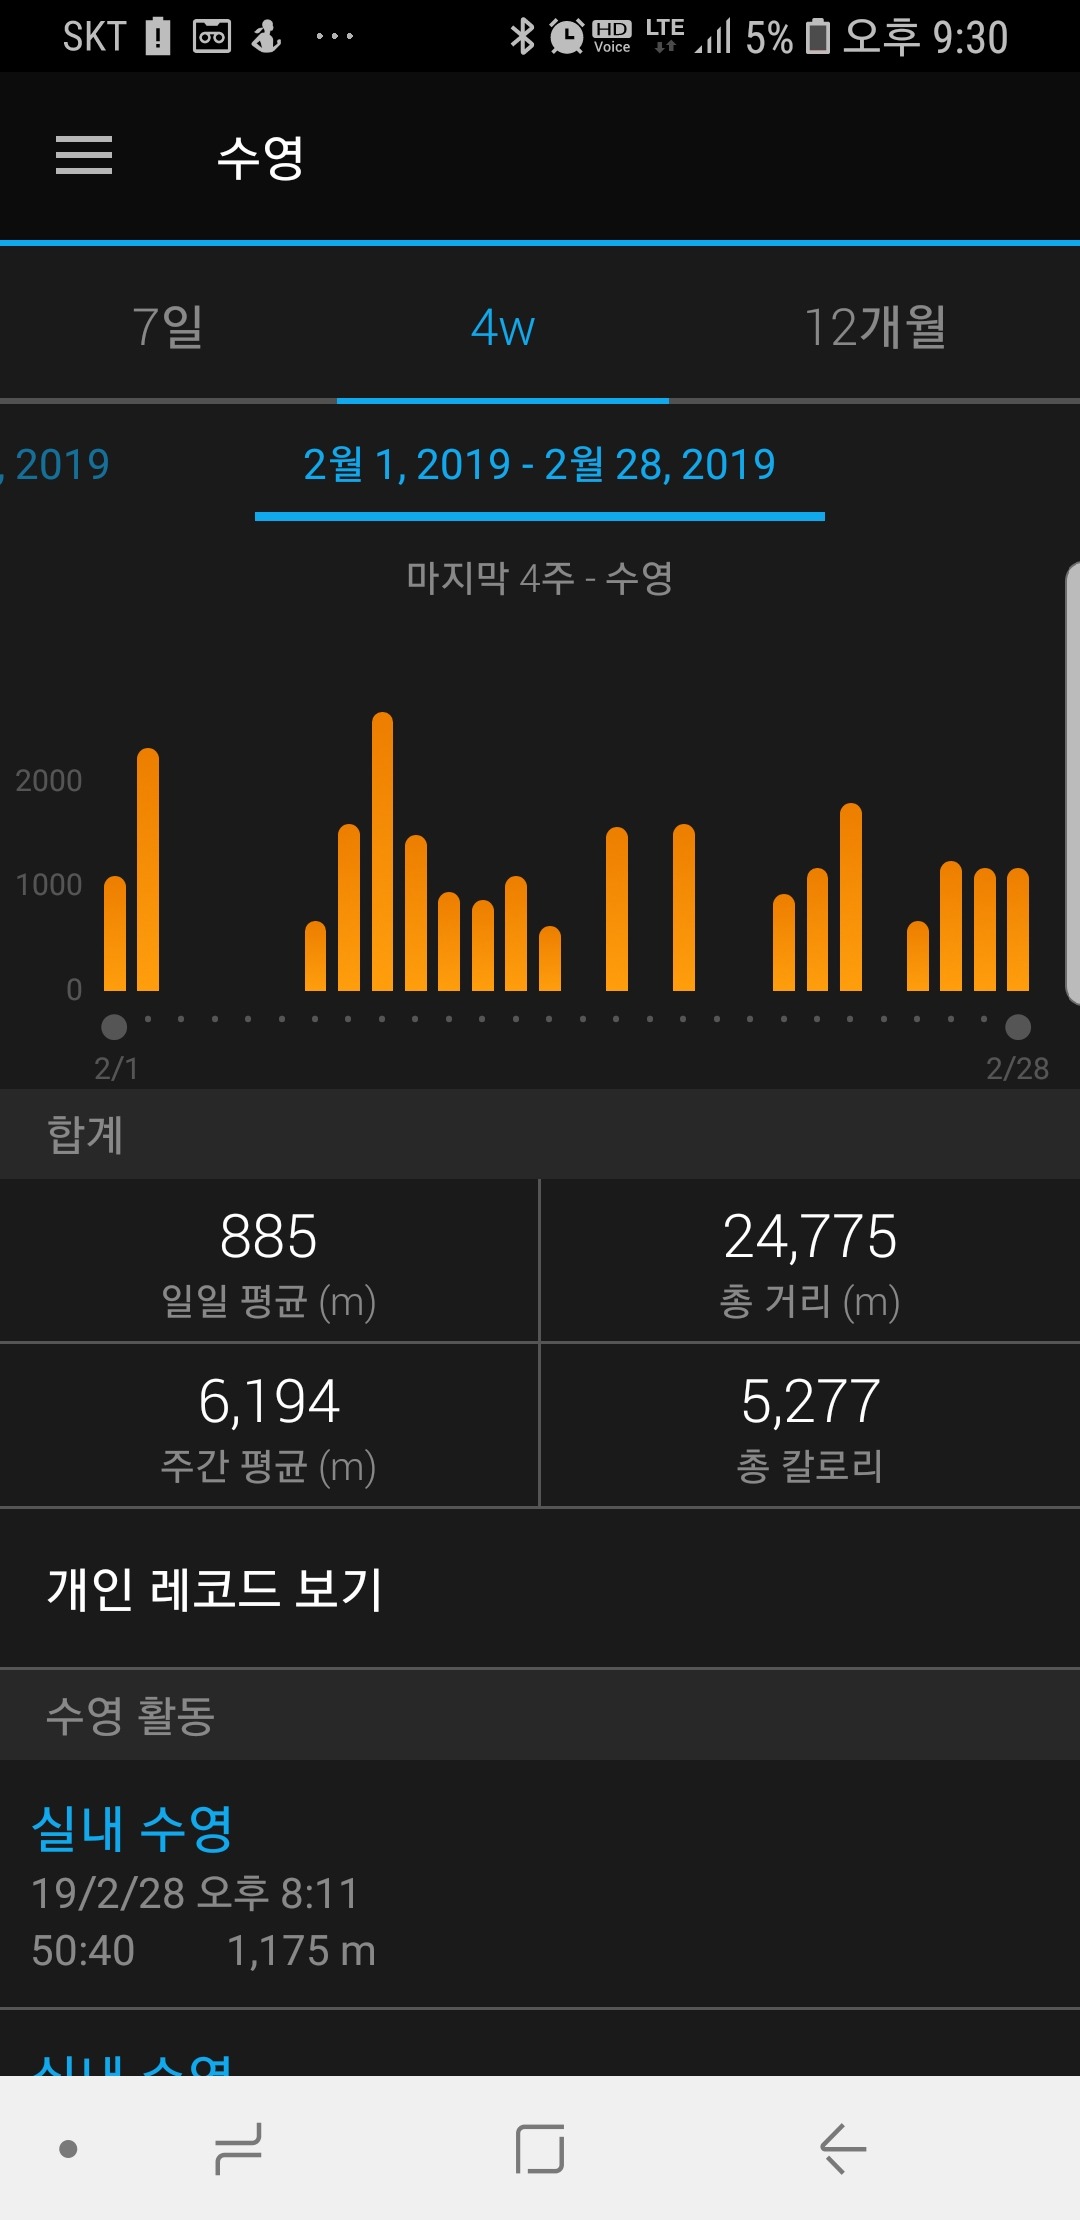 SKT HD Voice LTE 5% 오후 9:30
수영
7일 4w 12개월
, 2019 2월 1, 2019 - 2월 28, 2019
마지막 4주 - 수영
2000
1000
0
2/1 2/28
합계
885 24,775
일일 평균 (m) 총 거리 (m)
6,194 5,277
주간 평균 (m) 총 칼로리
개인 레코드 보기
수영 활동
실내 수영
19/2/28 오후 8:11
50:40 1,175 m
실내 수영